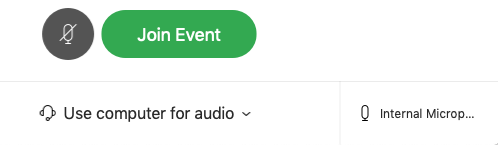 Join Event
Use computer for audio
Internal Microp...